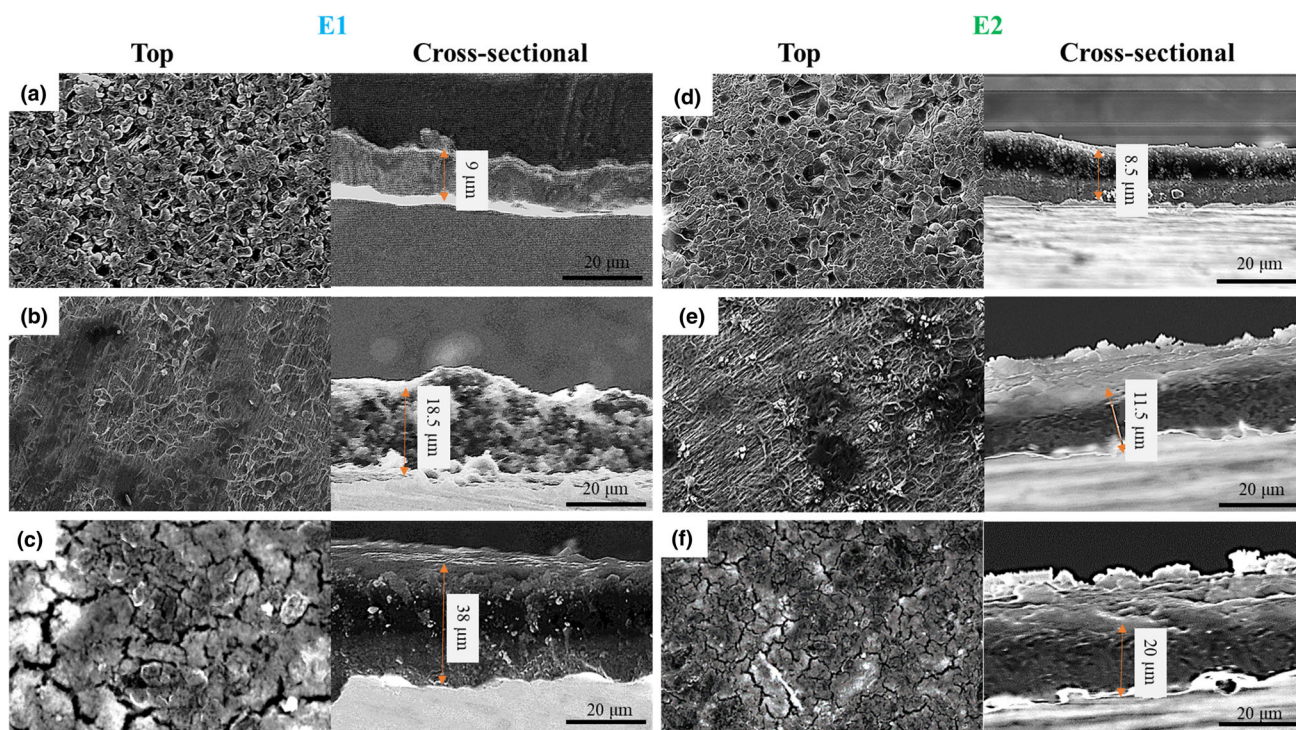 E1
E2
Top
Cross-sectional
Top
Cross-sectional
(a)
9 μm
20 μm
(d)
8.5 μm
20 μm
(b)
18.5 μm
20 μm
(e)
11.5 μm
20 μm
(c)
38 μm
20 μm
(f)
20 μm
20 μm